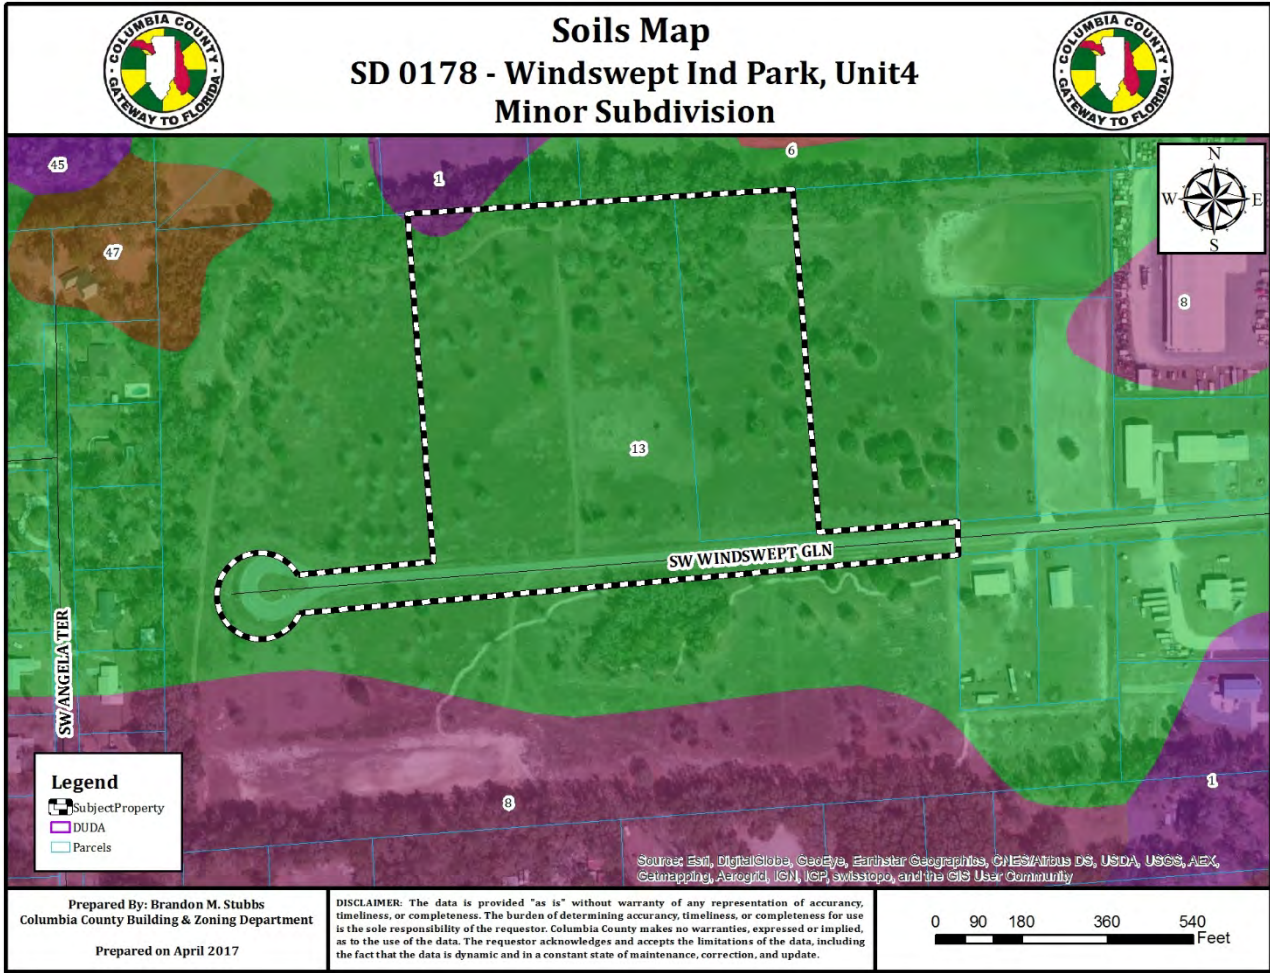 Soils Map
SD 0178 - Windswept Ind Park, Unit4
Minor Subdivision
COLUMBIA COUNTY
GATEWAY TO FLORIDA
COLUMBIA COUNTY
GATEWAY TO FLORIDA
45
1
6
N
W
E
S
47
8
13
SW WINDSWEPT GLN
SW ANGELA TER
1
8
Legend
SubjectProperty
DUDA
Parcels
Source: Esri, DigitalGlobe, GeoEye, Earthstar Geographics, CNES/Airbus DS, USDA, USGS, AEX,
Getmapping, Aerogrid, IGN, IGP, swisstopo, and the GIS User Community
Prepared By: Brandon M. Stubbs
Columbia County Building & Zoning Department
Prepared on April 2017
DISCLAIMER: The data is provided "as is" without warranty of any representation of accuracy,
timeliness, or completeness. The burden of determining accuracy, timeliness, or completeness for use
is the sole responsibility of the requestor. Columbia County makes no warranties, expressed or implied,
as to the use of the data. The requestor acknowledges and accepts the limitations of the data, including
the fact that the data is dynamic and in a constant state of maintenance, correction, and update.
0 90 180 360 540
Feet